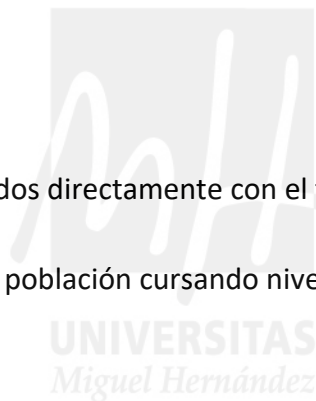 dos directamente con el
población cursando nive
UNIVERSITAS
Miguel Hernández